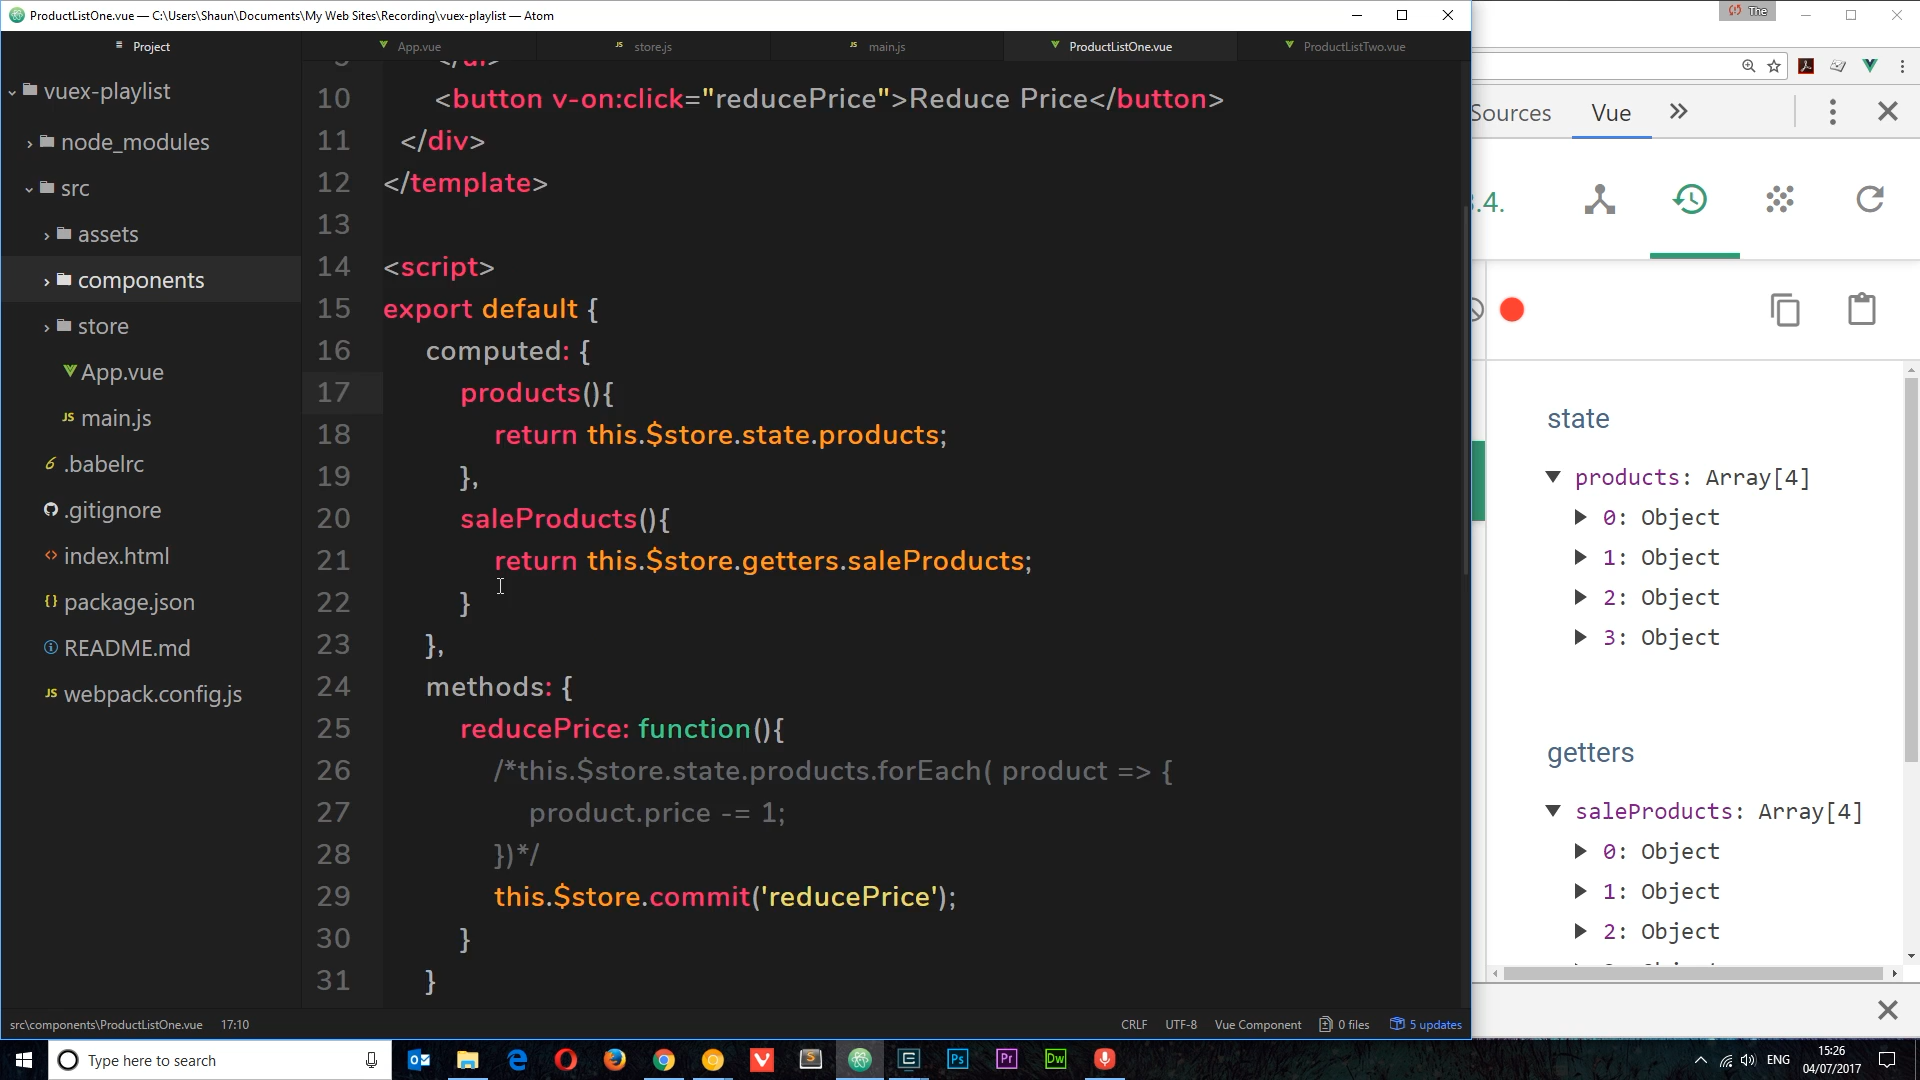 ProductListOne.vue — C:\Users\Shaun\Documents\My Web Sites\Recording\vuex-playlist — Atom
The
Project
App.vue
store.js
main.js
ProductListOne.vue
ProductListTwo.vue
vuex-playlist
node_modules
src
assets
components
store
App.vue
main.js
.babelrc
.gitignore
index.html
package.json
README.md
webpack.config.js
10 <button v-on:click="reducePrice">Reduce Price</button>
11 </div>
12 </template>
13
14 <script>
15 export default {
16 computed: {
17 products(){
18 return this.$store.state.products;
19 },
20 saleProducts(){
21 return this.$store.getters.saleProducts;
22 }
23 },
24 methods: {
25 reducePrice: function(){
26 /*this.$store.state.products.forEach( product => {
27 product.price -= 1;
28 })*/
29 this.$store.commit('reducePrice');
30 }
31 }
Sources
Vue
.4.
state
products: Array[4]
0: Object
1: Object
2: Object
3: Object
getters
saleProducts: Array[4]
0: Object
1: Object
2: Object
src\components\ProductListOne.vue 17:10
CRLF UTF-8 Vue Component 0 files 5 updates
Type here to search
ENG
15:26
04/07/2017